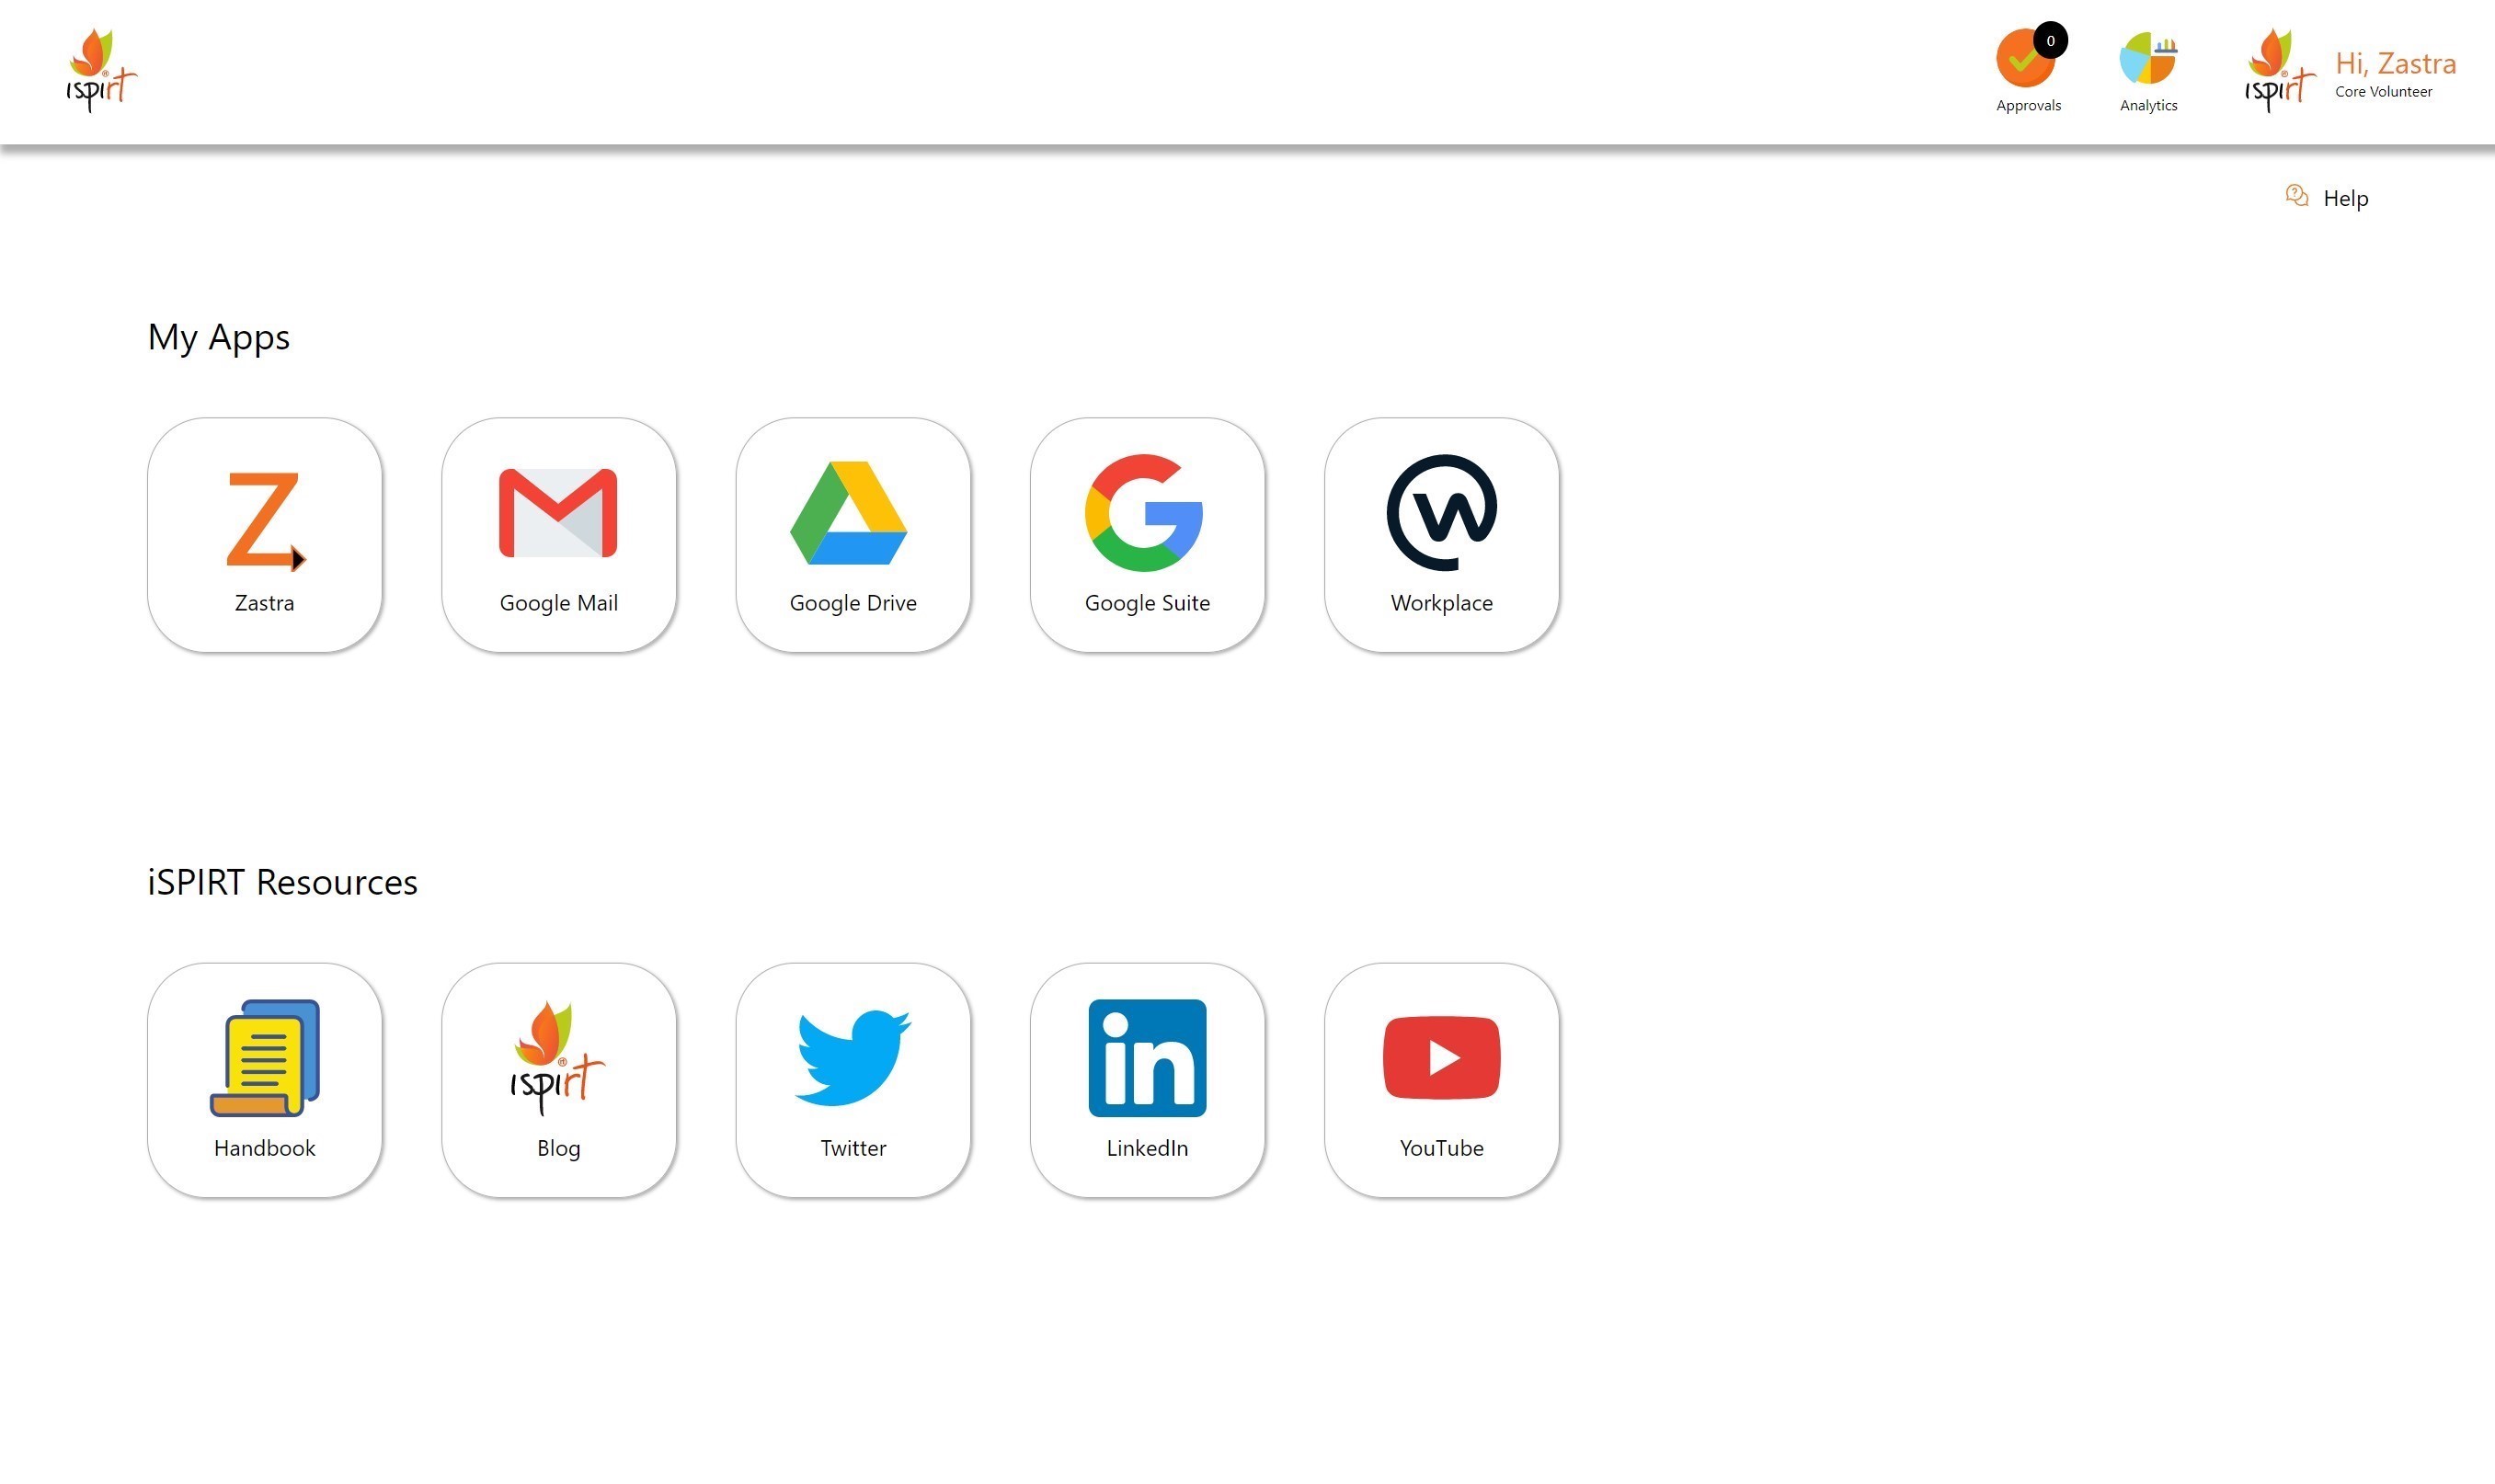 ispirt
0
Approvals
Analytics
ispirt
Hi, Zastra
Core Volunteer
Help
My Apps
Z
Zastra
Google Mail
Google Drive
G
Google Suite
W
Workplace
iSPIRT Resources
Handbook
ispirt
Blog
Twitter
in
LinkedIn
YouTube